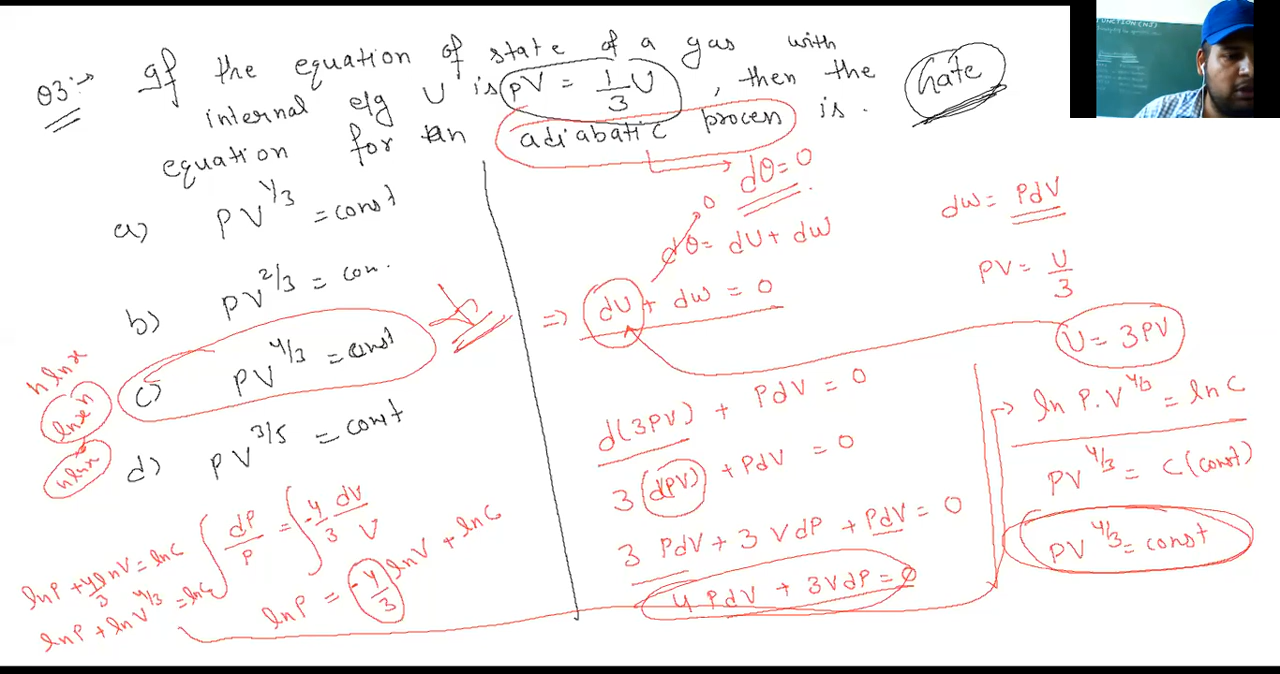 Q3:→ If the equation of state of a gas with
internal e/g U is PV = 1/3 U, then the
equation for an adiabatic process is.
gate
a) PV^1/3 = const
b) PV^2/3 = con.
c) PV^4/3 = const
d) PV^3/5 = const
n ln x
ln x^n
n ln x
∫ dP/P = ∫ -4/3 dV/V
ln P = -4/3 ln V + ln C
ln P + 4/3 ln V = ln C
ln P + ln V^4/3 = ln C
dQ = 0
0
dQ = dU + dW
⇒ dU + dW = 0
d(3PV) + PdV = 0
3 (dPV) + PdV = 0
3 PdV + 3 VdP + PdV = 0
4 PdV + 3VdP = 0
dW = PdV
PV = U/3
U = 3PV
→ ln P.V^4/3 = ln C
PV^4/3 = C (const)
PV^4/3 = const